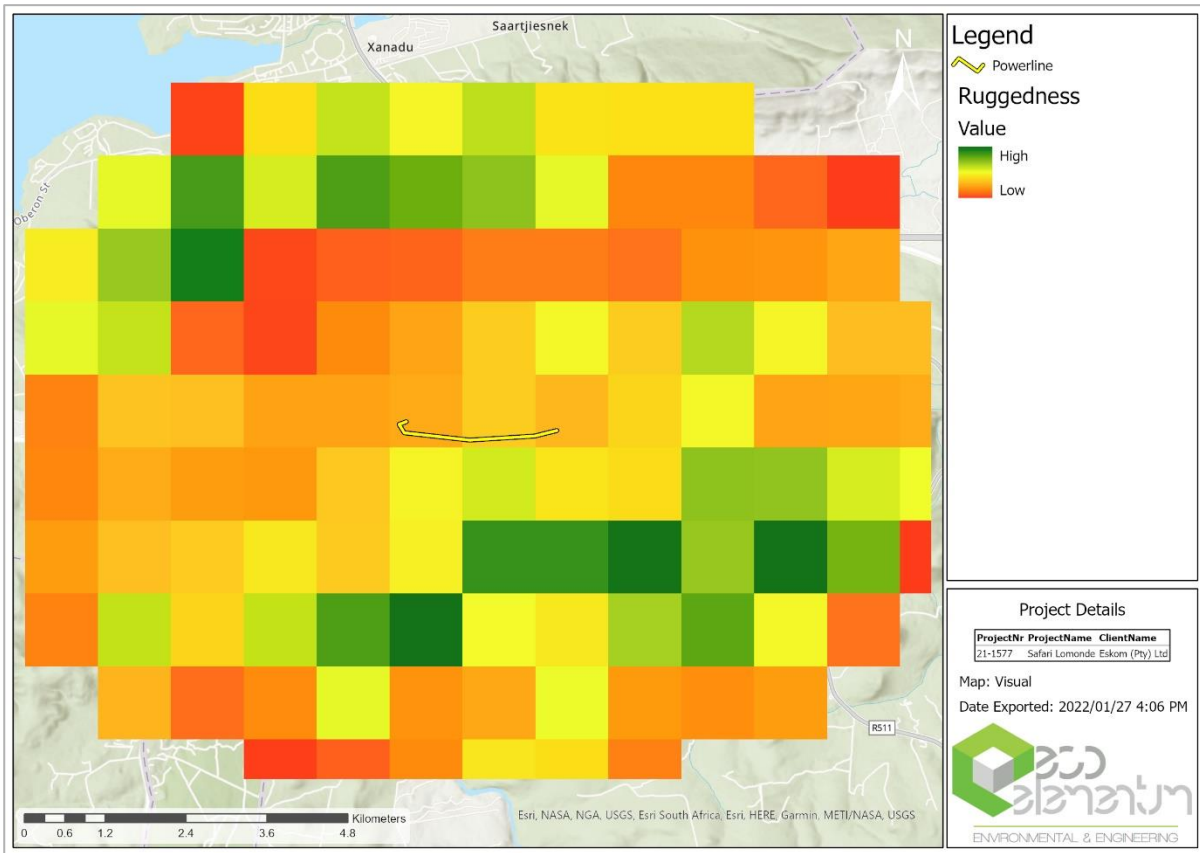 Saartjiesnek
Xanadu
N
Oberon St
R511
Kilometers
0 0.6 1.2 2.4 3.6 4.8
Esri, NASA, NGA, USGS, Esri South Africa, Esri, HERE, Garmin, METI/NASA, USGS
Legend
Powerline
Ruggedness
Value
High
Low
Project Details
ProjectNr ProjectName ClientName
21-1577 Safari Lomonde Eskom (Pty) Ltd
Map: Visual
Date Exported: 2022/01/27 4:06 PM
eco
elementum
ENVIRONMENTAL & ENGINEERING